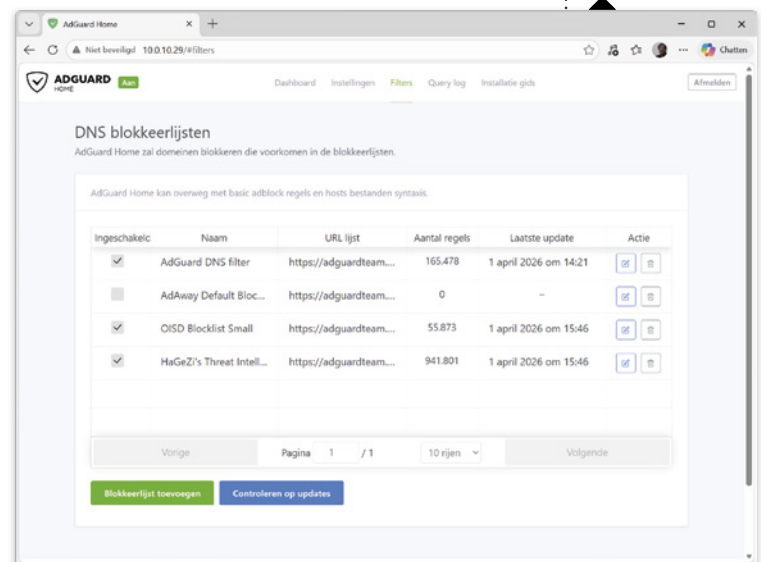 AdGuard Home
Niet beveiligd 10.0.10.29/#filters
Chatten
ADGUARD
HOME
Aan
Dashboard Instellingen Filters Query log Installatie gids
Afmelden
DNS blokkeerlijsten
AdGuard Home zal domeinen blokkeren die voorkomen in de blokkeerlijsten.
AdGuard Home kan overweg met basic adblock regels en hosts bestanden syntaxis.
Ingeschakelc Naam URL lijst Aantal regels Laatste update Actie
AdGuard DNS filter https://adguardteam.... 165.478 1 april 2026 om 14:21
AdAway Default Bloc... https://adguardteam.... 0 –
OISD Blocklist Small https://adguardteam.... 55.873 1 april 2026 om 15:46
HaGeZi's Threat Intell... https://adguardteam.... 941.801 1 april 2026 om 15:46
Vorige Pagina 1 / 1 10 rijen Volgende
Blokkeerlijst toevoegen Controleren op updates